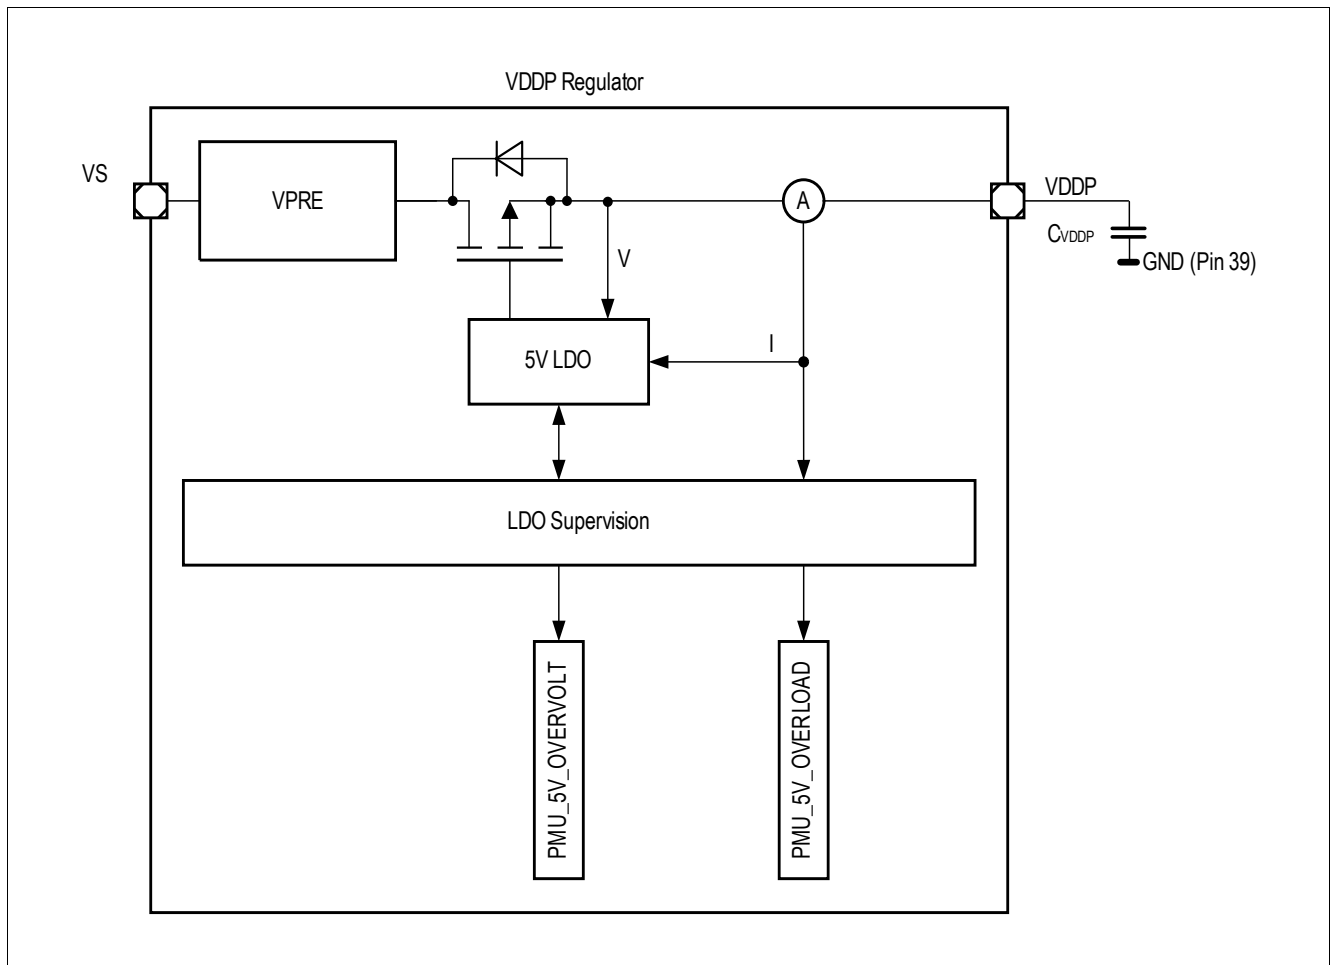 VDDP Regulator
VS
VPRE
A
VDDP
CVDDP
GND (Pin 39)
V
5V LDO
I
LDO Supervision
PMU_5V_OVERVOLT
PMU_5V_OVERLOAD